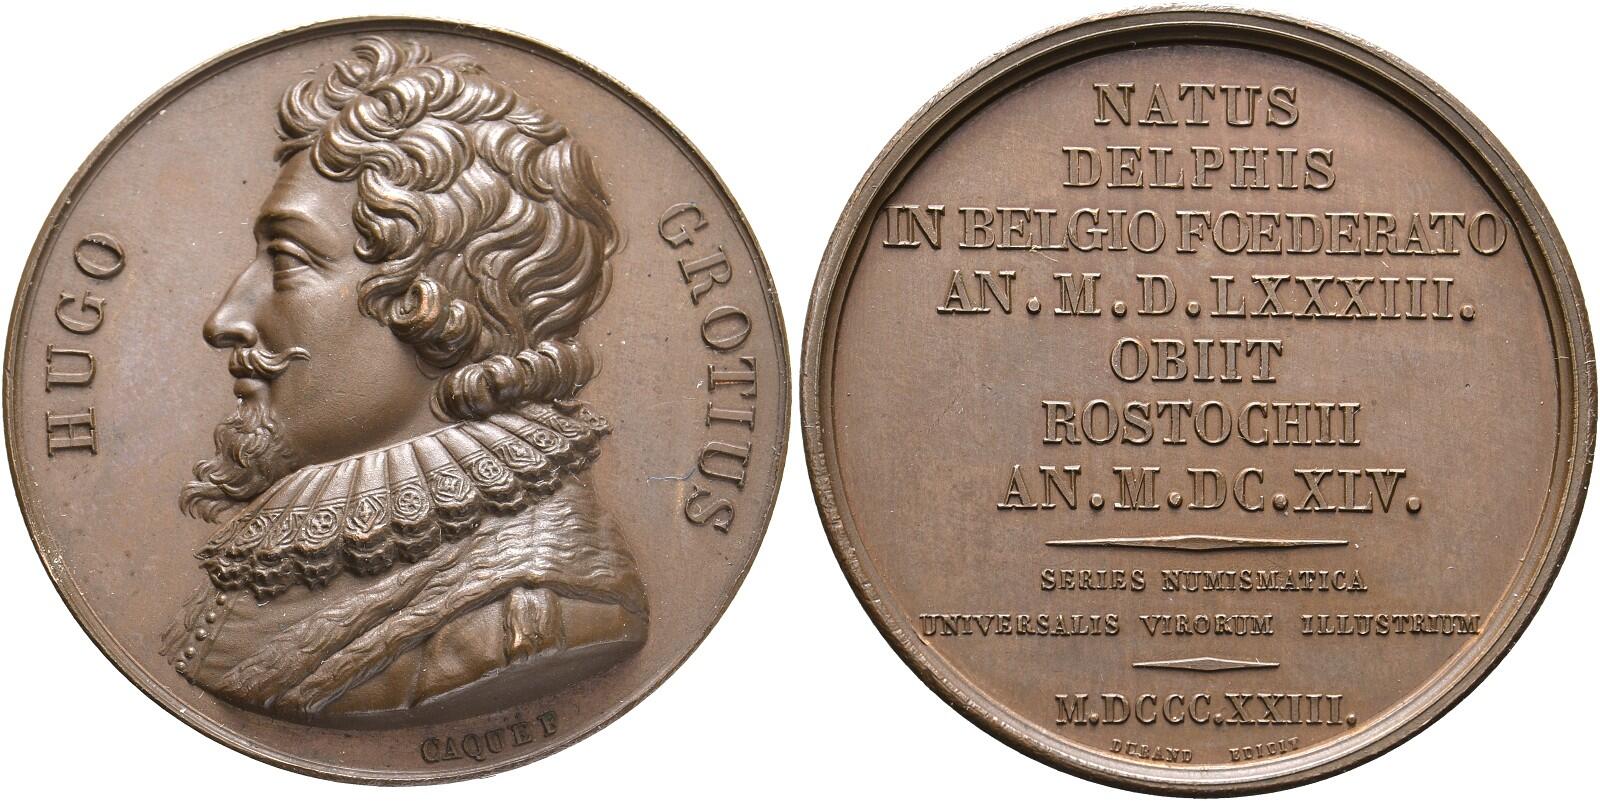 HUGO GROTIUS
CAQUÉ F
NATUS
DELPHIS
IN BELGIO FOEDERATO
AN. M. D. LXXXIII.
OBIIT
ROSTOCHII
AN. M. DC. XLV.
SERIES NUMISMATICA
UNIVERSALIS VIRORUM ILLUSTRIUM
M.DCCC.XXIII.
DURAND EDIDIT